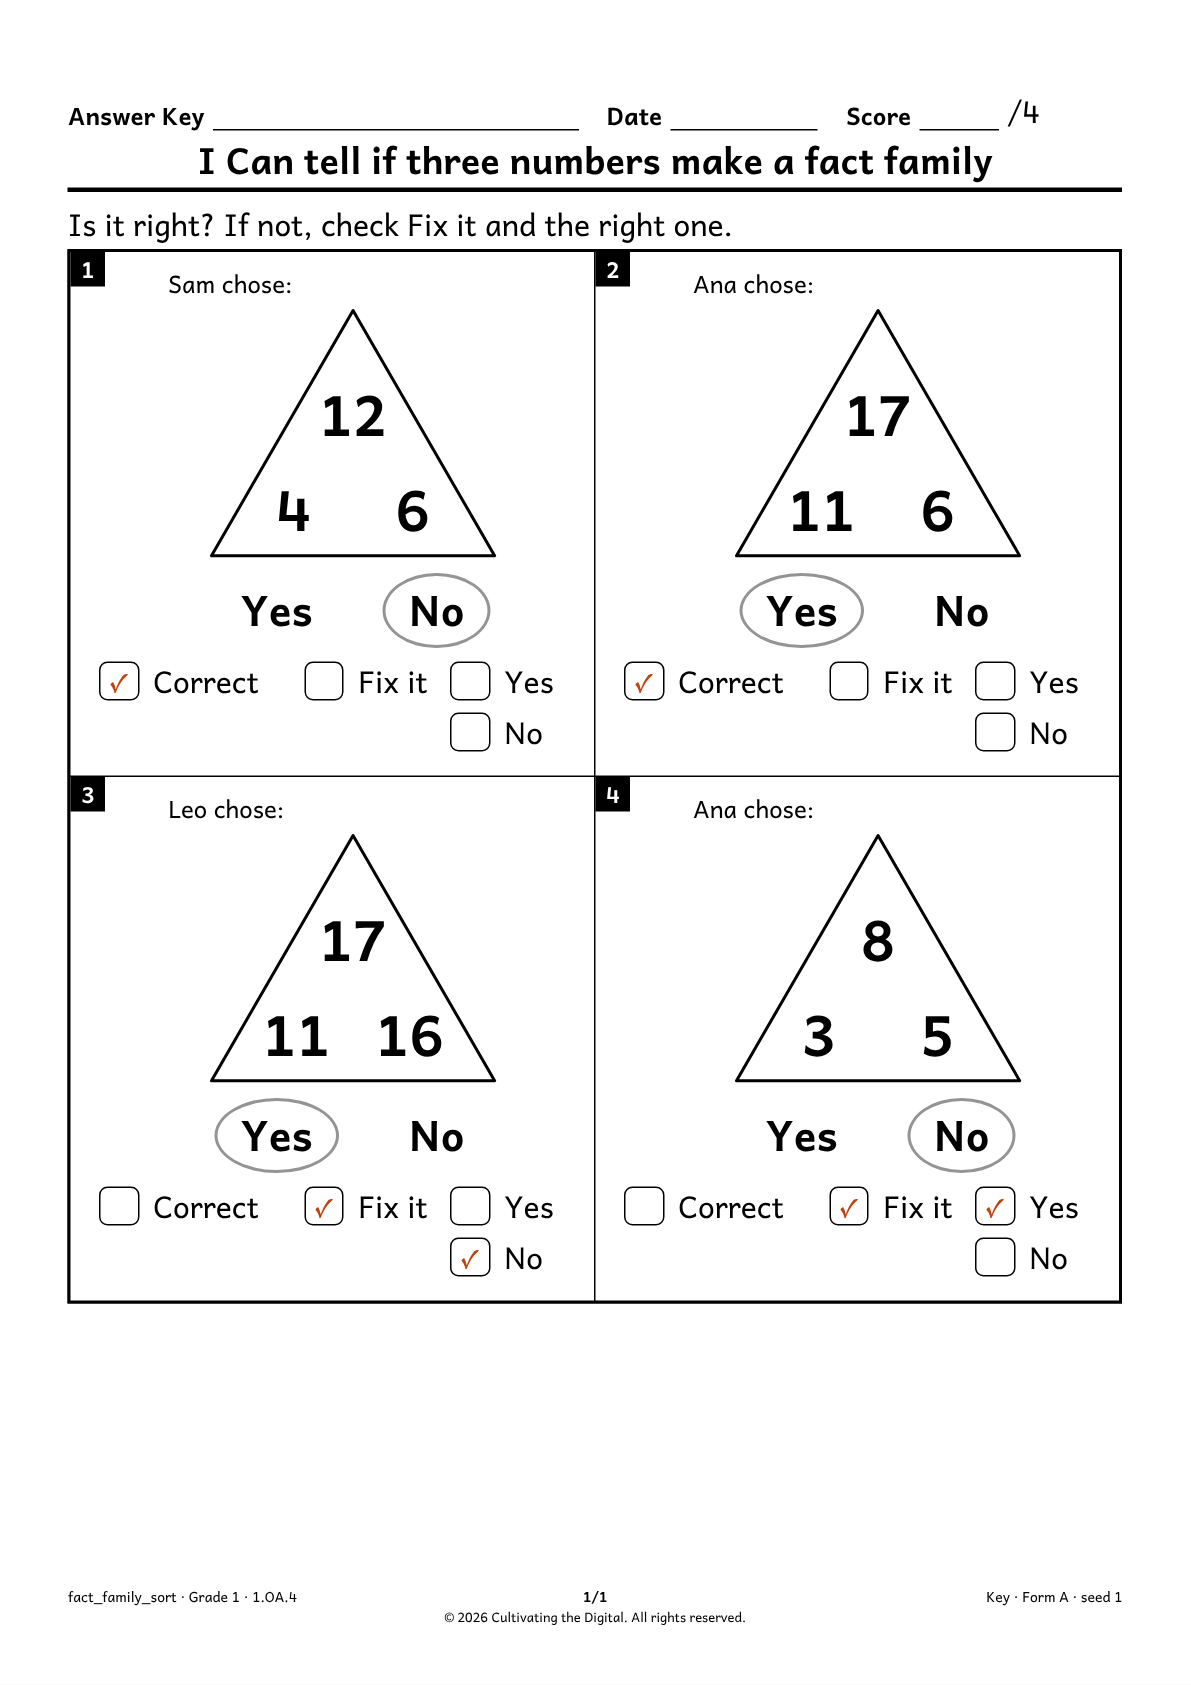 Answer Key Date Score /4
I Can tell if three numbers make a fact family
Is it right? If not, check Fix it and the right one.
1
Sam chose:
12
4 6
Yes No
✓ Correct Fix it Yes
No
2
Ana chose:
17
11 6
Yes No
✓ Correct Fix it Yes
No
3
Leo chose:
17
11 16
Yes No
Correct ✓ Fix it Yes
✓ No
4
Ana chose:
8
3 5
Yes No
Correct ✓ Fix it ✓ Yes
No
fact_family_sort · Grade 1 · 1.OA.4 1/1 Key · Form A · seed 1
© 2026 Cultivating the Digital. All rights reserved.